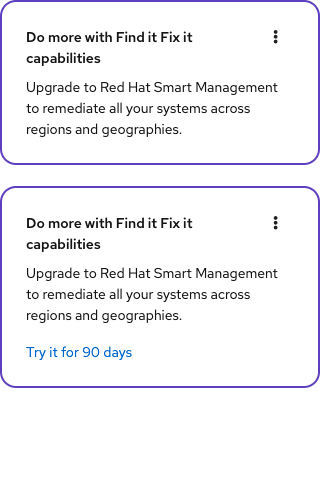 Do more with Find it Fix it
capabilities
Upgrade to Red Hat Smart Management
to remediate all your systems across
regions and geographies.
Do more with Find it Fix it
capabilities
Upgrade to Red Hat Smart Management
to remediate all your systems across
regions and geographies.
Try it for 90 days